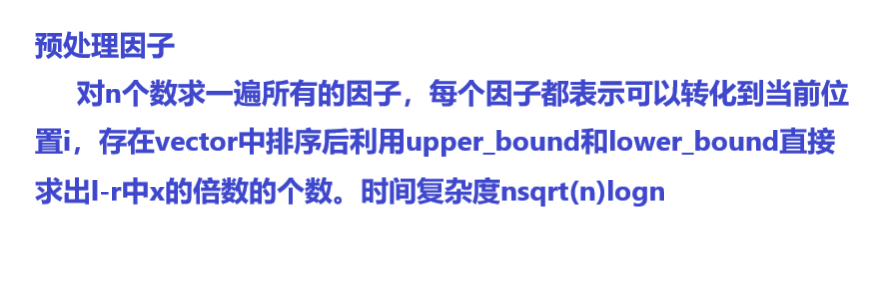 预处理因子
对n个数求一遍所有的因子，每个因子都表示可以转化到当前位
置i，存在vector中排序后利用upper_bound和lower_bound直接
求出l-r中x的倍数的个数。时间复杂度nsqrt(n)logn